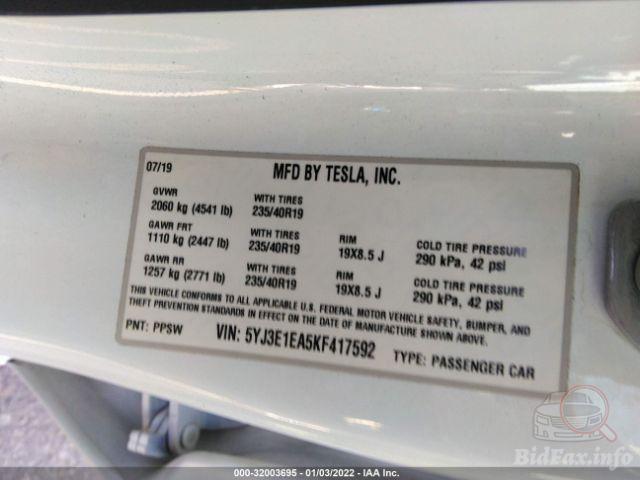 07/19 MFD BY TESLA, INC.
GVWR WITH TIRES
2060 kg (4541 lb) 235/40R19
GAWR FRT WITH TIRES RIM COLD TIRE PRESSURE
1110 kg (2447 lb) 235/40R19 19X8.5 J 290 kPa, 42 psi
GAWR RR WITH TIRES RIM COLD TIRE PRESSURE
1257 kg (2771 lb) 235/40R19 19X8.5 J 290 kPa, 42 psi
THIS VEHICLE CONFORMS TO ALL APPLICABLE U.S. FEDERAL MOTOR VEHICLE SAFETY, BUMPER, AND
THEFT PREVENTION STANDARDS IN EFFECT ON THE DATE OF MANUFACTURE SHOWN ABOVE.
PNT: PPSW VIN: 5YJ3E1EA5KF417592 TYPE: PASSENGER CAR
BidFax.info
000-32003695 - 01/03/2022 - IAA Inc.